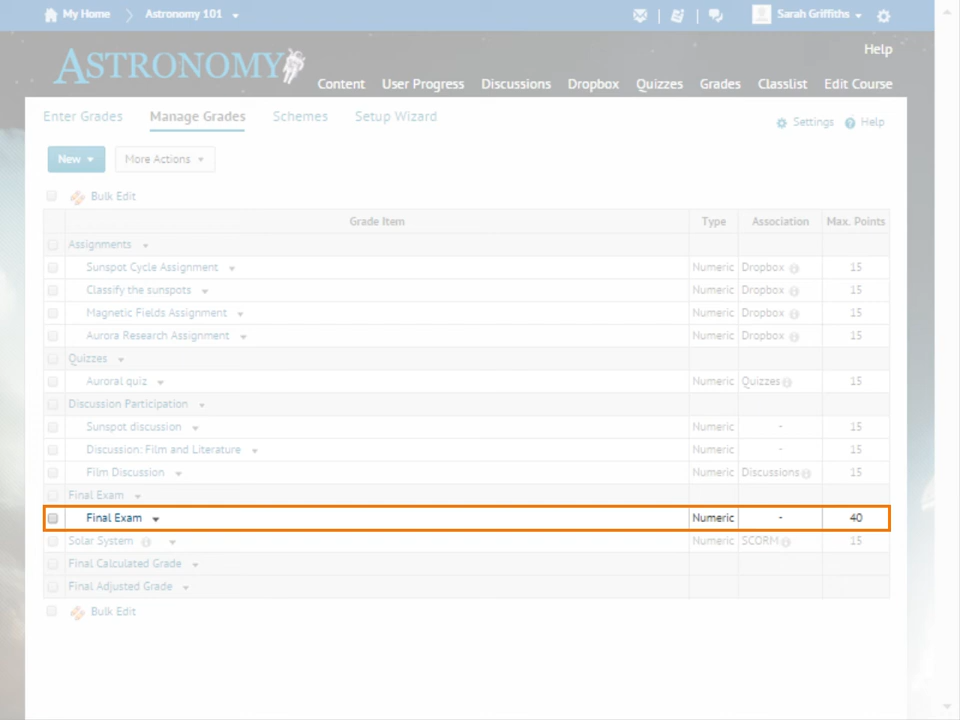 My Home Astronomy 101 Sarah Griffiths
Help
ASTRONOMY
Content User Progress Discussions Dropbox Quizzes Grades Classlist Edit Course
Enter Grades Manage Grades Schemes Setup Wizard
Settings Help
New More Actions
Bulk Edit
Grade Item Type Association Max. Points
Assignments
Sunspot Cycle Assignment Numeric Dropbox 15
Classify the sunspots Numeric Dropbox 15
Magnetic Fields Assignment Numeric Dropbox 15
Aurora Research Assignment Numeric Dropbox 15
Quizzes
Auroral quiz Numeric Quizzes 15
Discussion Participation
Sunspot discussion Numeric - 15
Discussion: Film and Literature Numeric - 15
Film Discussion Numeric Discussions 15
Final Exam
Final Exam Numeric - 40
Solar System Numeric SCORM 15
Final Calculated Grade
Final Adjusted Grade
Bulk Edit